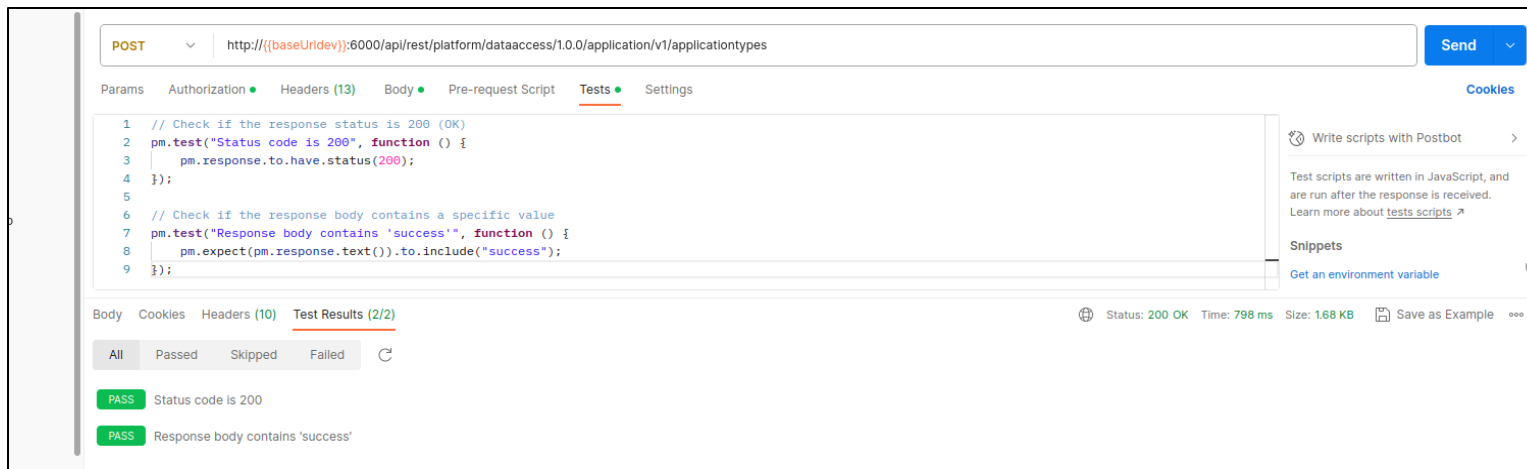 POST http://{{baseUrldev}}:6000/api/rest/platform/dataaccess/1.0.0/application/v1/applicationtypes Send
Params Authorization Headers (13) Body Pre-request Script Tests Settings Cookies
1 // Check if the response status is 200 (OK)
2 pm.test("Status code is 200", function () {
3 pm.response.to.have.status(200);
4 });
5
6 // Check if the response body contains a specific value
7 pm.test("Response body contains 'success'", function () {
8 pm.expect(pm.response.text()).to.include("success");
9 });
Write scripts with Postbot
Test scripts are written in JavaScript, and
are run after the response is received.
Learn more about tests scripts
Snippets
Get an environment variable
Body Cookies Headers (10) Test Results (2/2) Status: 200 OK Time: 798 ms Size: 1.68 KB Save as Example
All Passed Skipped Failed
PASS Status code is 200
PASS Response body contains 'success'